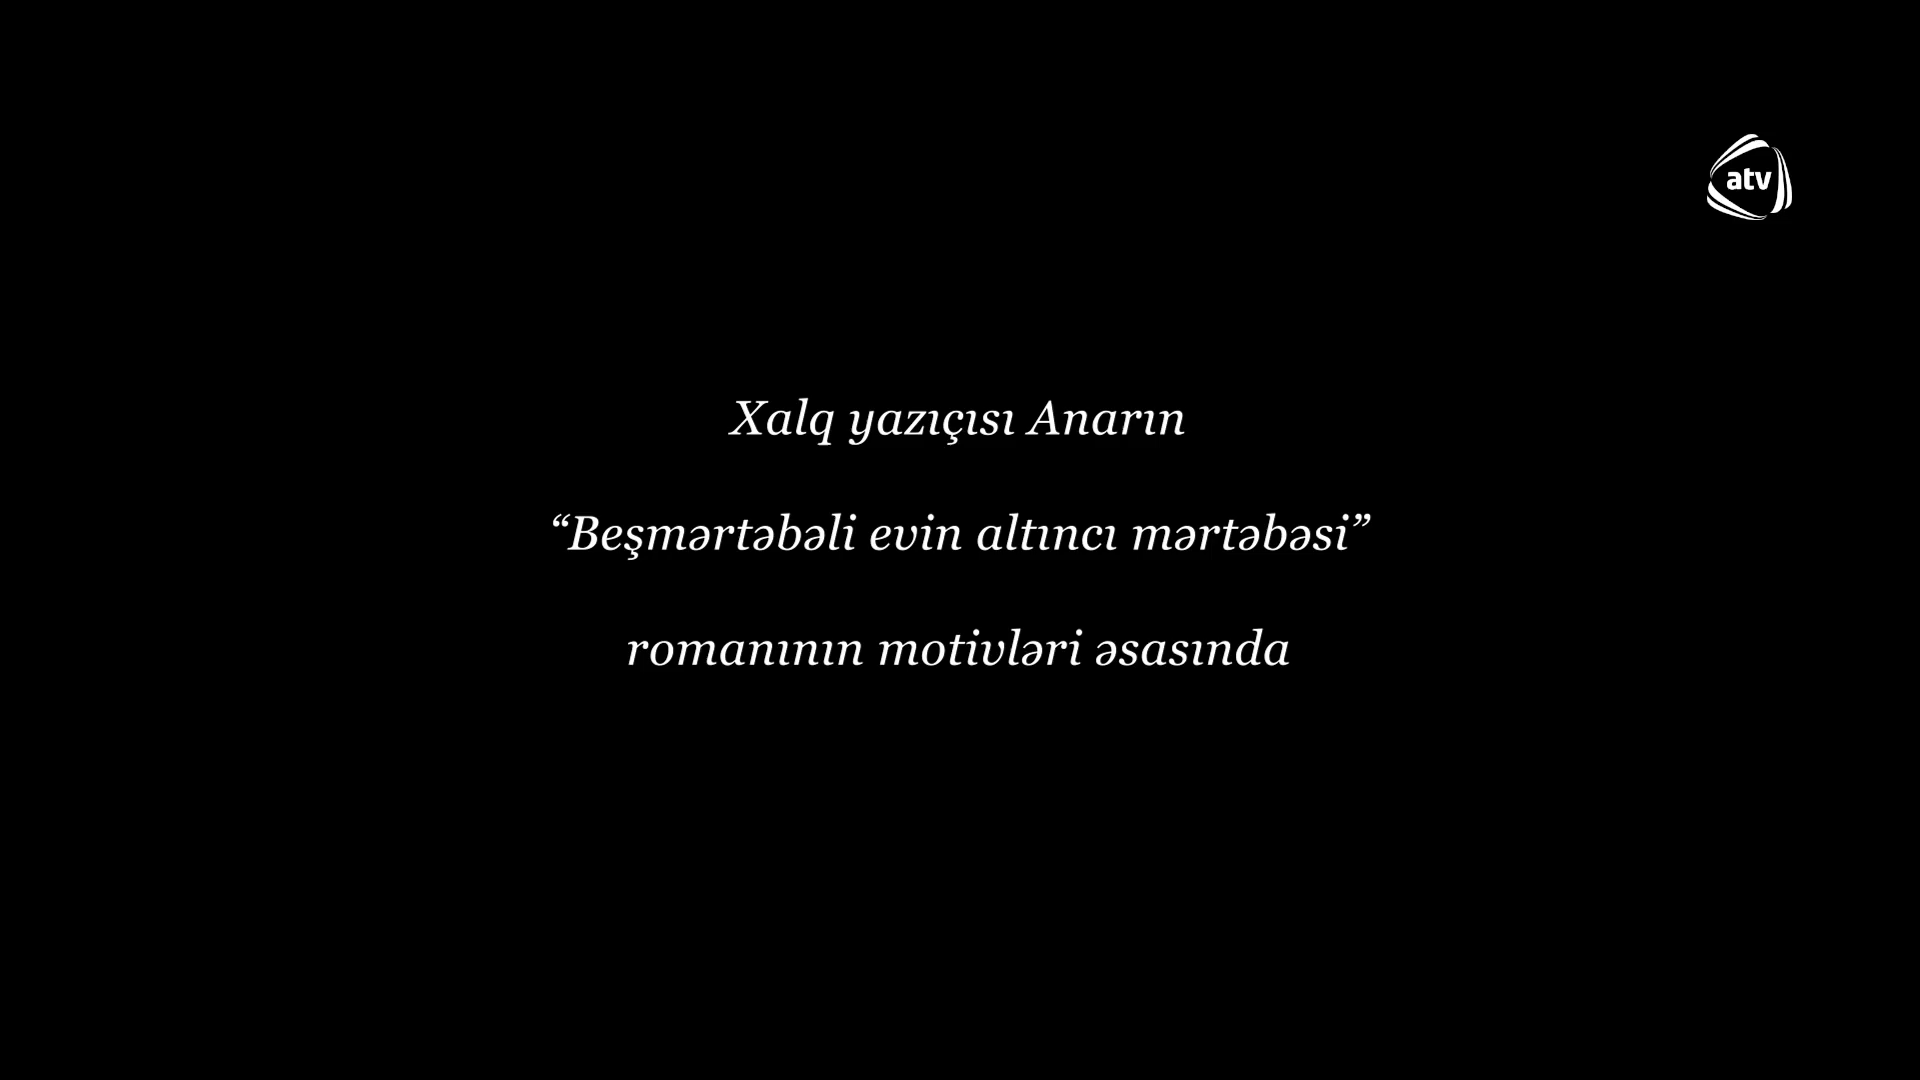 atv
Xalq yazıçısı Anarın
“Beşmərtəbəli evin altıncı mərtəbəsi”
romanının motivləri əsasında